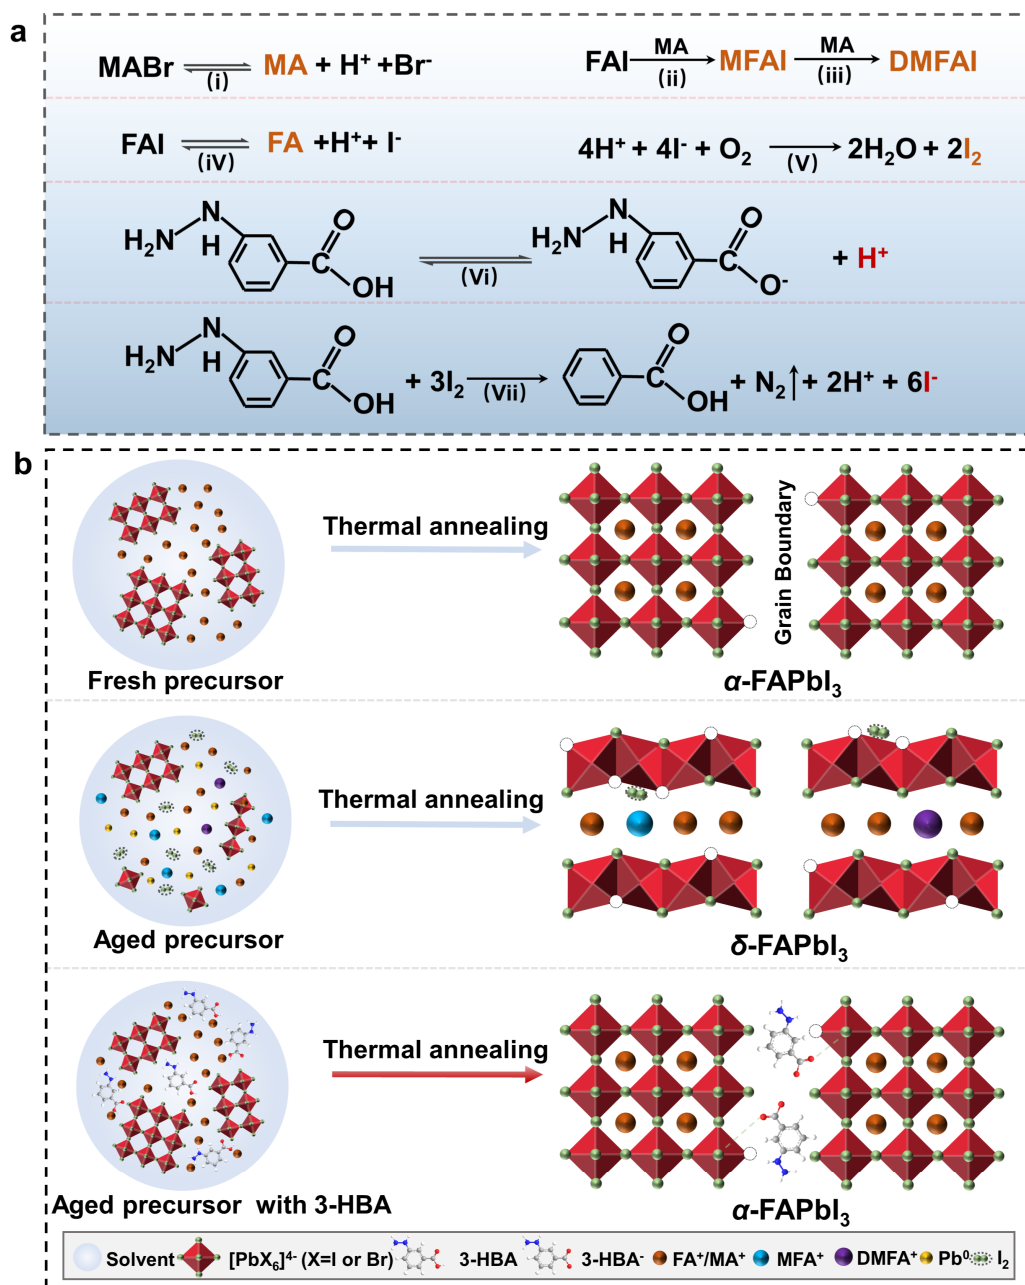 a
MABr ⇌ MA + H⁺ +Br⁻
(i)
FAI → MFAI → DMFAI
MA MA
(ii) (iii)
FAI ⇌ FA +H⁺+ I⁻
(iV)
4H⁺ + 4I⁻ + O₂ → 2H₂O + 2I₂
(V)
H₂N N H C O OH ⇌ H₂N N H C O O⁻ + H⁺
(Vi)
H₂N N H C O OH + 3I₂ → C O OH + N₂↑ + 2H⁺ + 6I⁻
(Vii)
b
Thermal annealing
Grain Boundary
Fresh precursor
α-FAPbI₃
Thermal annealing
Aged precursor
δ-FAPbI₃
Thermal annealing
Aged precursor with 3-HBA
α-FAPbI₃
Solvent [PbX₆]⁴⁻ (X=I or Br) 3-HBA 3-HBA⁻ FA⁺/MA⁺ MFA⁺ DMFA⁺ Pb⁰ I₂